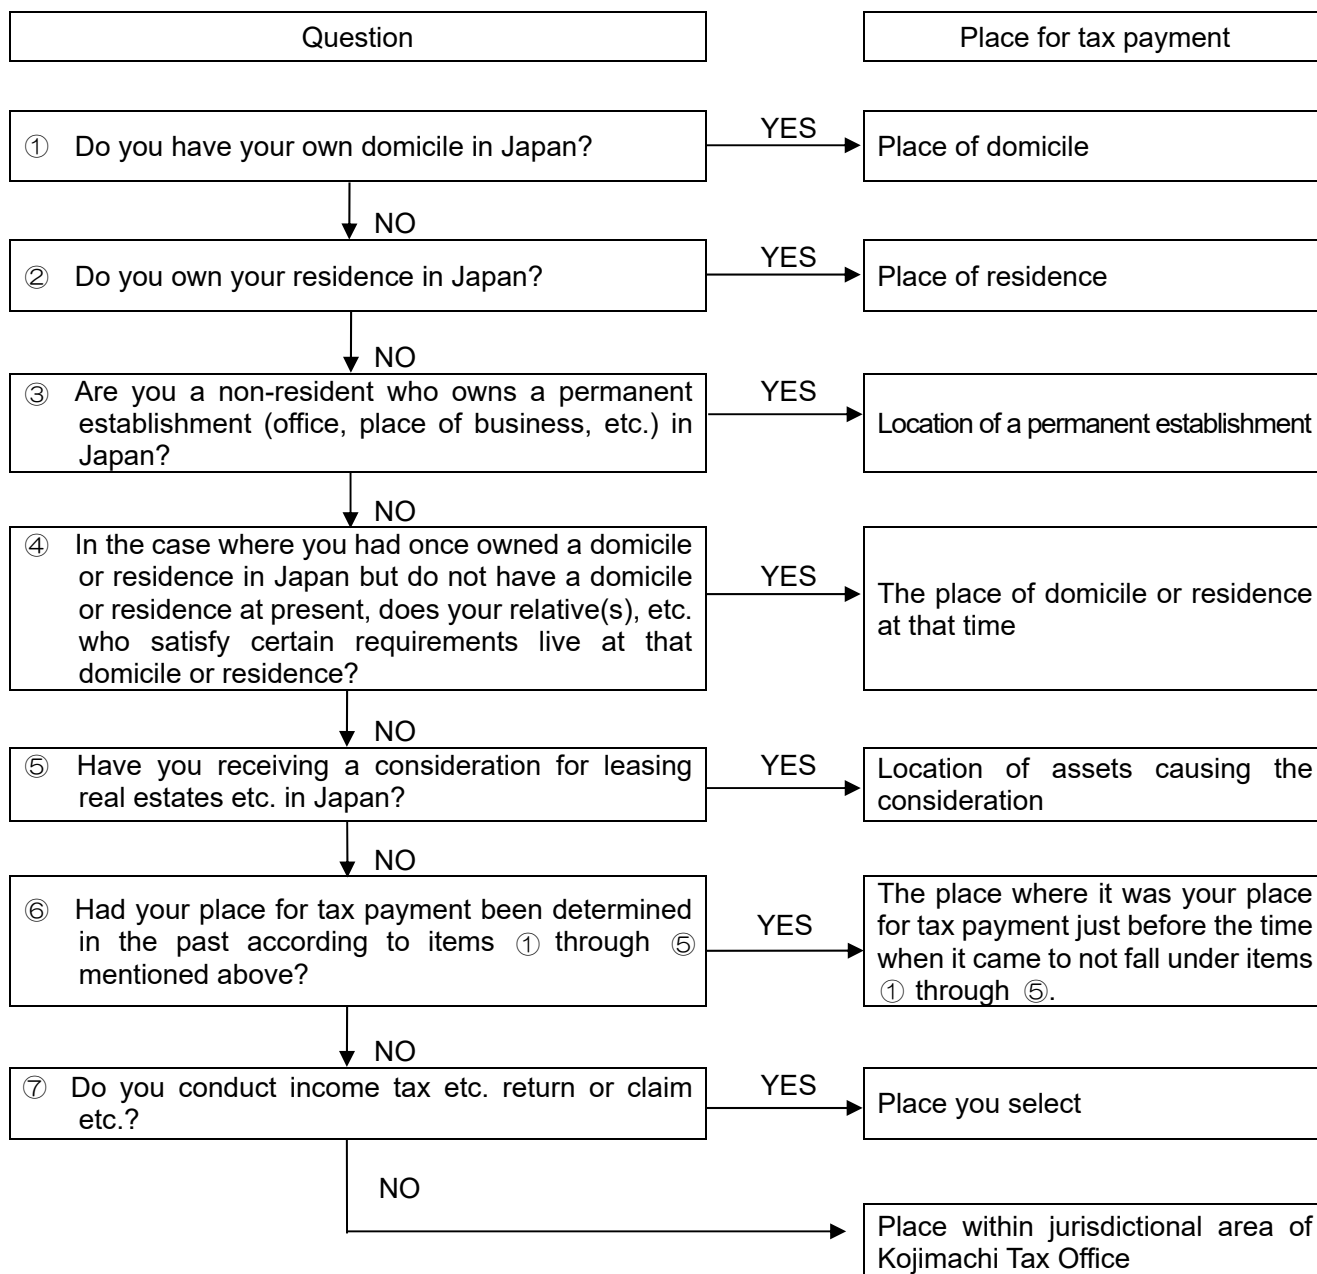 Question
Place for tax payment
① Do you have your own domicile in Japan?
YES
Place of domicile
NO
② Do you own your residence in Japan?
YES
Place of residence
NO
③ Are you a non-resident who owns a permanent
establishment (office, place of business, etc.) in
Japan?
YES
Location of a permanent establishment
NO
④ In the case where you had once owned a domicile
or residence in Japan but do not have a domicile
or residence at present, does your relative(s), etc.
who satisfy certain requirements live at that
domicile or residence?
YES
The place of domicile or residence
at that time
NO
⑤ Have you receiving a consideration for leasing
real estates etc. in Japan?
YES
Location of assets causing the
consideration
NO
⑥ Had your place for tax payment been determined
in the past according to items ① through ⑤
mentioned above?
YES
The place where it was your place
for tax payment just before the time
when it came to not fall under items
① through ⑤.
NO
⑦ Do you conduct income tax etc. return or claim
etc.?
YES
Place you select
NO
Place within jurisdictional area of
Kojimachi Tax Office